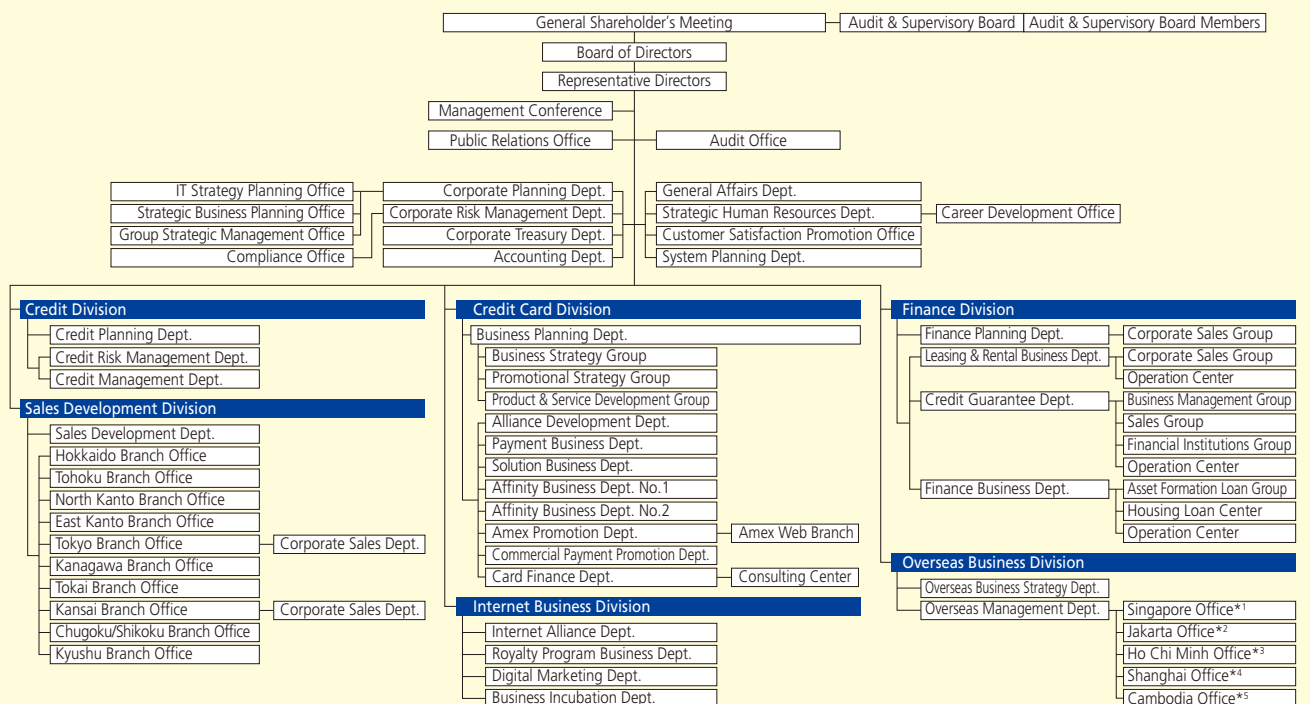 General Shareholder's Meeting
Audit & Supervisory Board
Audit & Supervisory Board Members
Board of Directors
Representative Directors
Management Conference
Public Relations Office
Audit Office
IT Strategy Planning Office
Strategic Business Planning Office
Group Strategic Management Office
Compliance Office
Corporate Planning Dept.
Corporate Risk Management Dept.
Corporate Treasury Dept.
Accounting Dept.
General Affairs Dept.
Strategic Human Resources Dept.
Customer Satisfaction Promotion Office
System Planning Dept.
Career Development Office
Credit Division
Credit Planning Dept.
Credit Risk Management Dept.
Credit Management Dept.
Sales Development Division
Sales Development Dept.
Hokkaido Branch Office
Tohoku Branch Office
North Kanto Branch Office
East Kanto Branch Office
Tokyo Branch Office
Corporate Sales Dept.
Kanagawa Branch Office
Tokai Branch Office
Kansai Branch Office
Corporate Sales Dept.
Chugoku/Shikoku Branch Office
Kyushu Branch Office
Credit Card Division
Business Planning Dept.
Business Strategy Group
Promotional Strategy Group
Product & Service Development Group
Alliance Development Dept.
Payment Business Dept.
Solution Business Dept.
Affinity Business Dept. No.1
Affinity Business Dept. No.2
Amex Promotion Dept.
Amex Web Branch
Commercial Payment Promotion Dept.
Card Finance Dept.
Consulting Center
Internet Business Division
Internet Alliance Dept.
Royalty Program Business Dept.
Digital Marketing Dept.
Business Incubation Dept.
Finance Division
Finance Planning Dept.
Corporate Sales Group
Leasing & Rental Business Dept.
Corporate Sales Group
Operation Center
Credit Guarantee Dept.
Business Management Group
Sales Group
Financial Institutions Group
Operation Center
Finance Business Dept.
Asset Formation Loan Group
Housing Loan Center
Operation Center
Overseas Business Division
Overseas Business Strategy Dept.
Overseas Management Dept.
Singapore Office*1
Jakarta Office*2
Ho Chi Minh Office*3
Shanghai Office*4
Cambodia Office*5